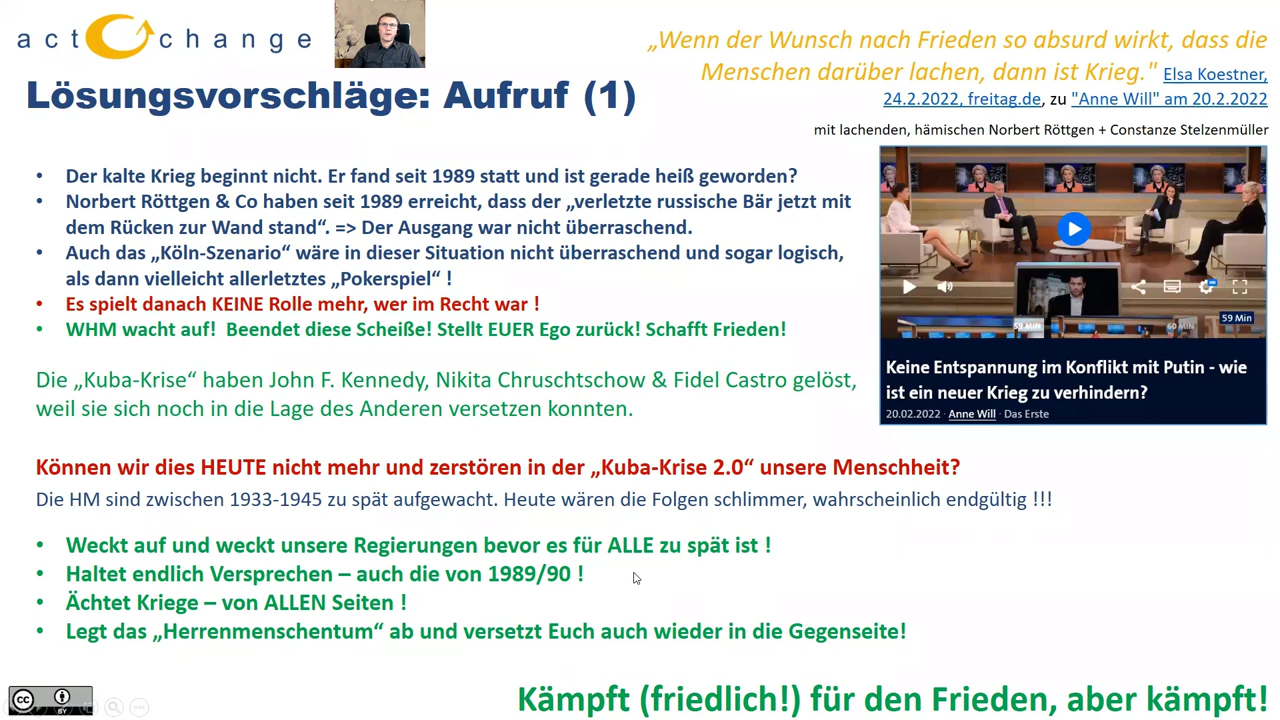 act change
Lösungsvorschläge: Aufruf (1)
„Wenn der Wunsch nach Frieden so absurd wirkt, dass die
Menschen darüber lachen, dann ist Krieg." Elsa Koestner,
24.2.2022, freitag.de, zu "Anne Will" am 20.2.2022
mit lachenden, hämischen Norbert Röttgen + Constanze Stelzenmüller
• Der kalte Krieg beginnt nicht. Er fand seit 1989 statt und ist gerade heiß geworden?
• Norbert Röttgen & Co haben seit 1989 erreicht, dass der „verletzte russische Bär jetzt mit
dem Rücken zur Wand stand“. => Der Ausgang war nicht überraschend.
• Auch das „Köln-Szenario“ wäre in dieser Situation nicht überraschend und sogar logisch,
als dann vielleicht allerletztes „Pokerspiel“ !
• Es spielt danach KEINE Rolle mehr, wer im Recht war !
• WHM wacht auf! Beendet diese Scheiße! Stellt EUER Ego zurück! Schafft Frieden!
59 MIN
60 MIN
59 Min
Keine Entspannung im Konflikt mit Putin - wie
ist ein neuer Krieg zu verhindern?
20.02.2022 · Anne Will · Das Erste
Die „Kuba-Krise“ haben John F. Kennedy, Nikita Chruschtschow & Fidel Castro gelöst,
weil sie sich noch in die Lage des Anderen versetzen konnten.
Können wir dies HEUTE nicht mehr und zerstören in der „Kuba-Krise 2.0“ unsere Menschheit?
Die HM sind zwischen 1933-1945 zu spät aufgewacht. Heute wären die Folgen schlimmer, wahrscheinlich endgültig !!!
• Weckt auf und weckt unsere Regierungen bevor es für ALLE zu spät ist !
• Haltet endlich Versprechen – auch die von 1989/90 !
• Ächtet Kriege – von ALLEN Seiten !
• Legt das „Herrenmenschentum“ ab und versetzt Euch auch wieder in die Gegenseite!
Kämpft (friedlich!) für den Frieden, aber kämpft!
cc
BY